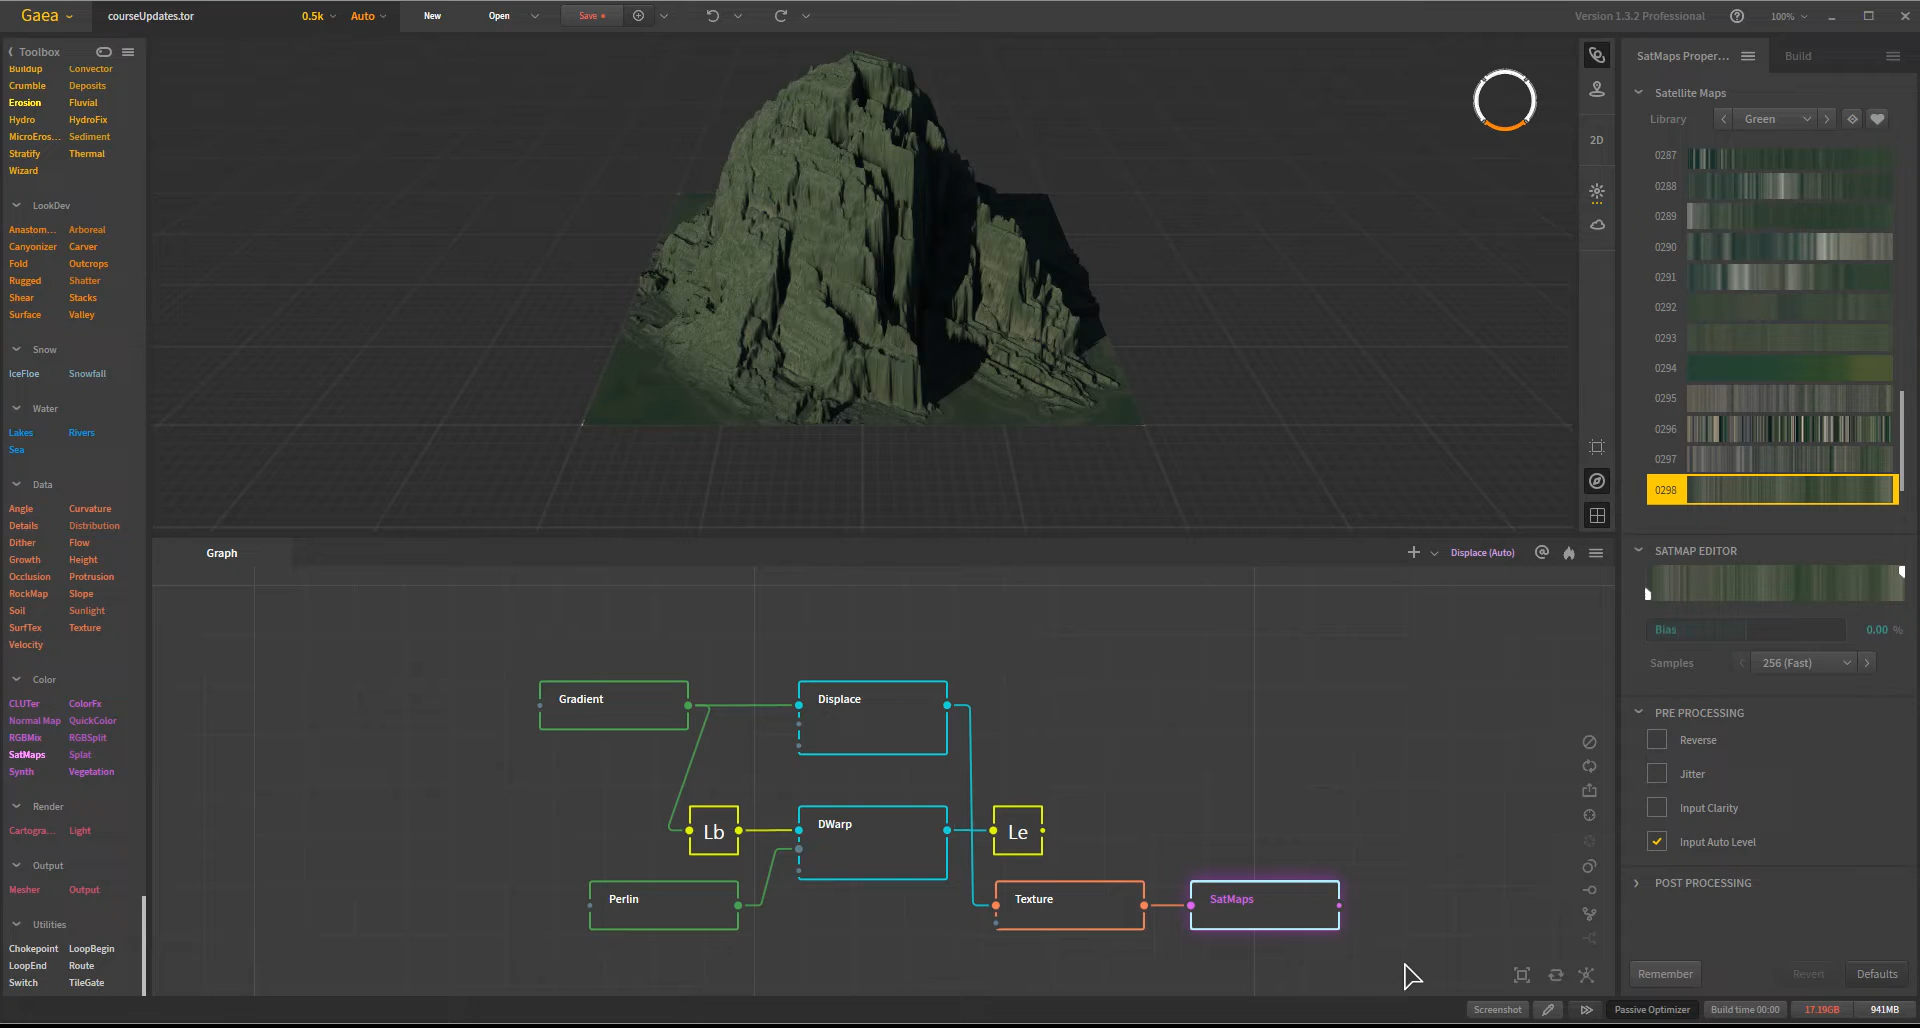 Gaea
courseUpdates.tor
0.5k
Auto
New
Open
Save
Version 1.3.2 Professional
100%
Toolbox
Buildup Convector
Crumble Deposits
Erosion Fluvial
Hydro HydroFix
MicroEros... Sediment
Stratify Thermal
Wizard
LookDev
Anastom... Arboreal
Canyonizer Carver
Fold Outcrops
Rugged Shatter
Shear Stacks
Surface Valley
Snow
IceFloe Snowfall
Water
Lakes Rivers
Sea
Data
Angle Curvature
Details Distribution
Dither Flow
Growth Height
Occlusion Protrusion
RockMap Slope
Soil Sunlight
SurfTex Texture
Velocity
Color
CLUTer ColorFx
Normal Map QuickColor
RGBMix RGBSplit
SatMaps Splat
Synth Vegetation
Render
Cartogra... Light
Output
Mesher Output
Utilities
Chokepoint LoopBegin
LoopEnd Route
Switch TileGate
2D
Graph
Displace (Auto)
Gradient
Displace
Lb
DWarp
Le
Perlin
Texture
SatMaps
SatMaps Proper...
Build
Satellite Maps
Library Green
0287
0288
0289
0290
0291
0292
0293
0294
0295
0296
0297
0298
SATMAP EDITOR
Bias 0.00 %
Samples 256 (Fast)
PRE PROCESSING
Reverse
Jitter
Input Clarity
Input Auto Level
POST PROCESSING
Remember
Revert
Defaults
Screenshot
Passive Optimizer
Build time 00:00
17.19GB
941MB